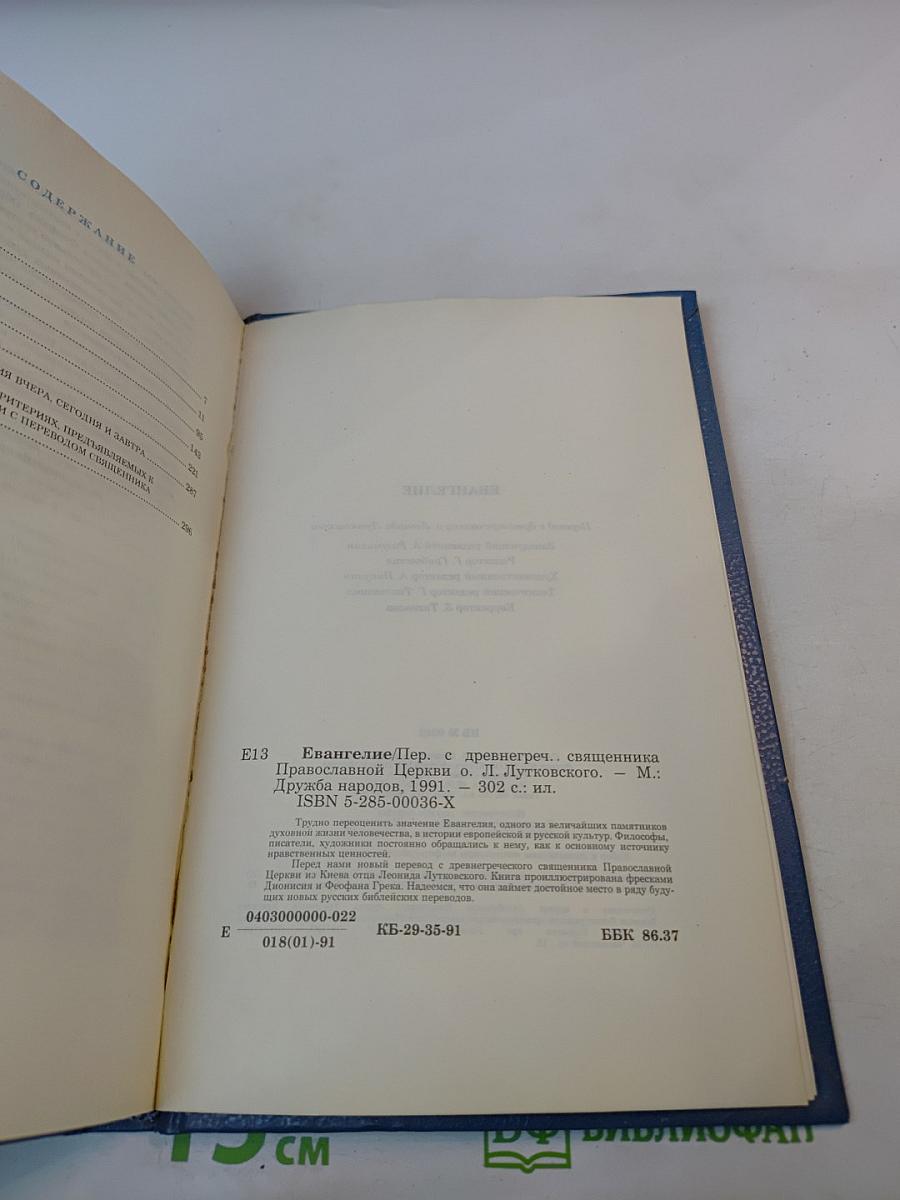 СОДЕРЖАНИЕ
7
11
95
143
ИЯ ВЧЕРА, СЕГОДНЯ И ЗАВТРА
221
РИТЕРИЯХ, ПРЕДЪЯВЛЯЕМЫХ К
287
И С ПЕРЕВОДОМ СВЯЩЕННИКА
296
ЕВАНГЕЛИЕ
Е13 Евангелие/Пер. с древнегреч.. священника
Православной Церкви о. Л. Лутковского. — М.:
Дружба народов, 1991. — 302 с.: ил.
ISBN 5-285-00036-X
Трудно переоценить значение Евангелия, одного из величайших памятников
духовной жизни человечества, в истории европейской и русской культур. Философы,
писатели, художники постоянно обращались к нему, как к основному источнику
нравственных ценностей.
Перед нами новый перевод с древнегреческого священника Православной
Церкви из Киева отца Леонида Лутковского. Книга проиллюстрирована фресками
Дионисия и Феофана Грека. Надеемся, что она займет достойное место в ряду буду-
щих новых русских библейских переводов.
Е 0403000000-022
018(01)-91
КБ-29-35-91
ББК 86.37
15 СМ
БФ БИБЛИОФАН